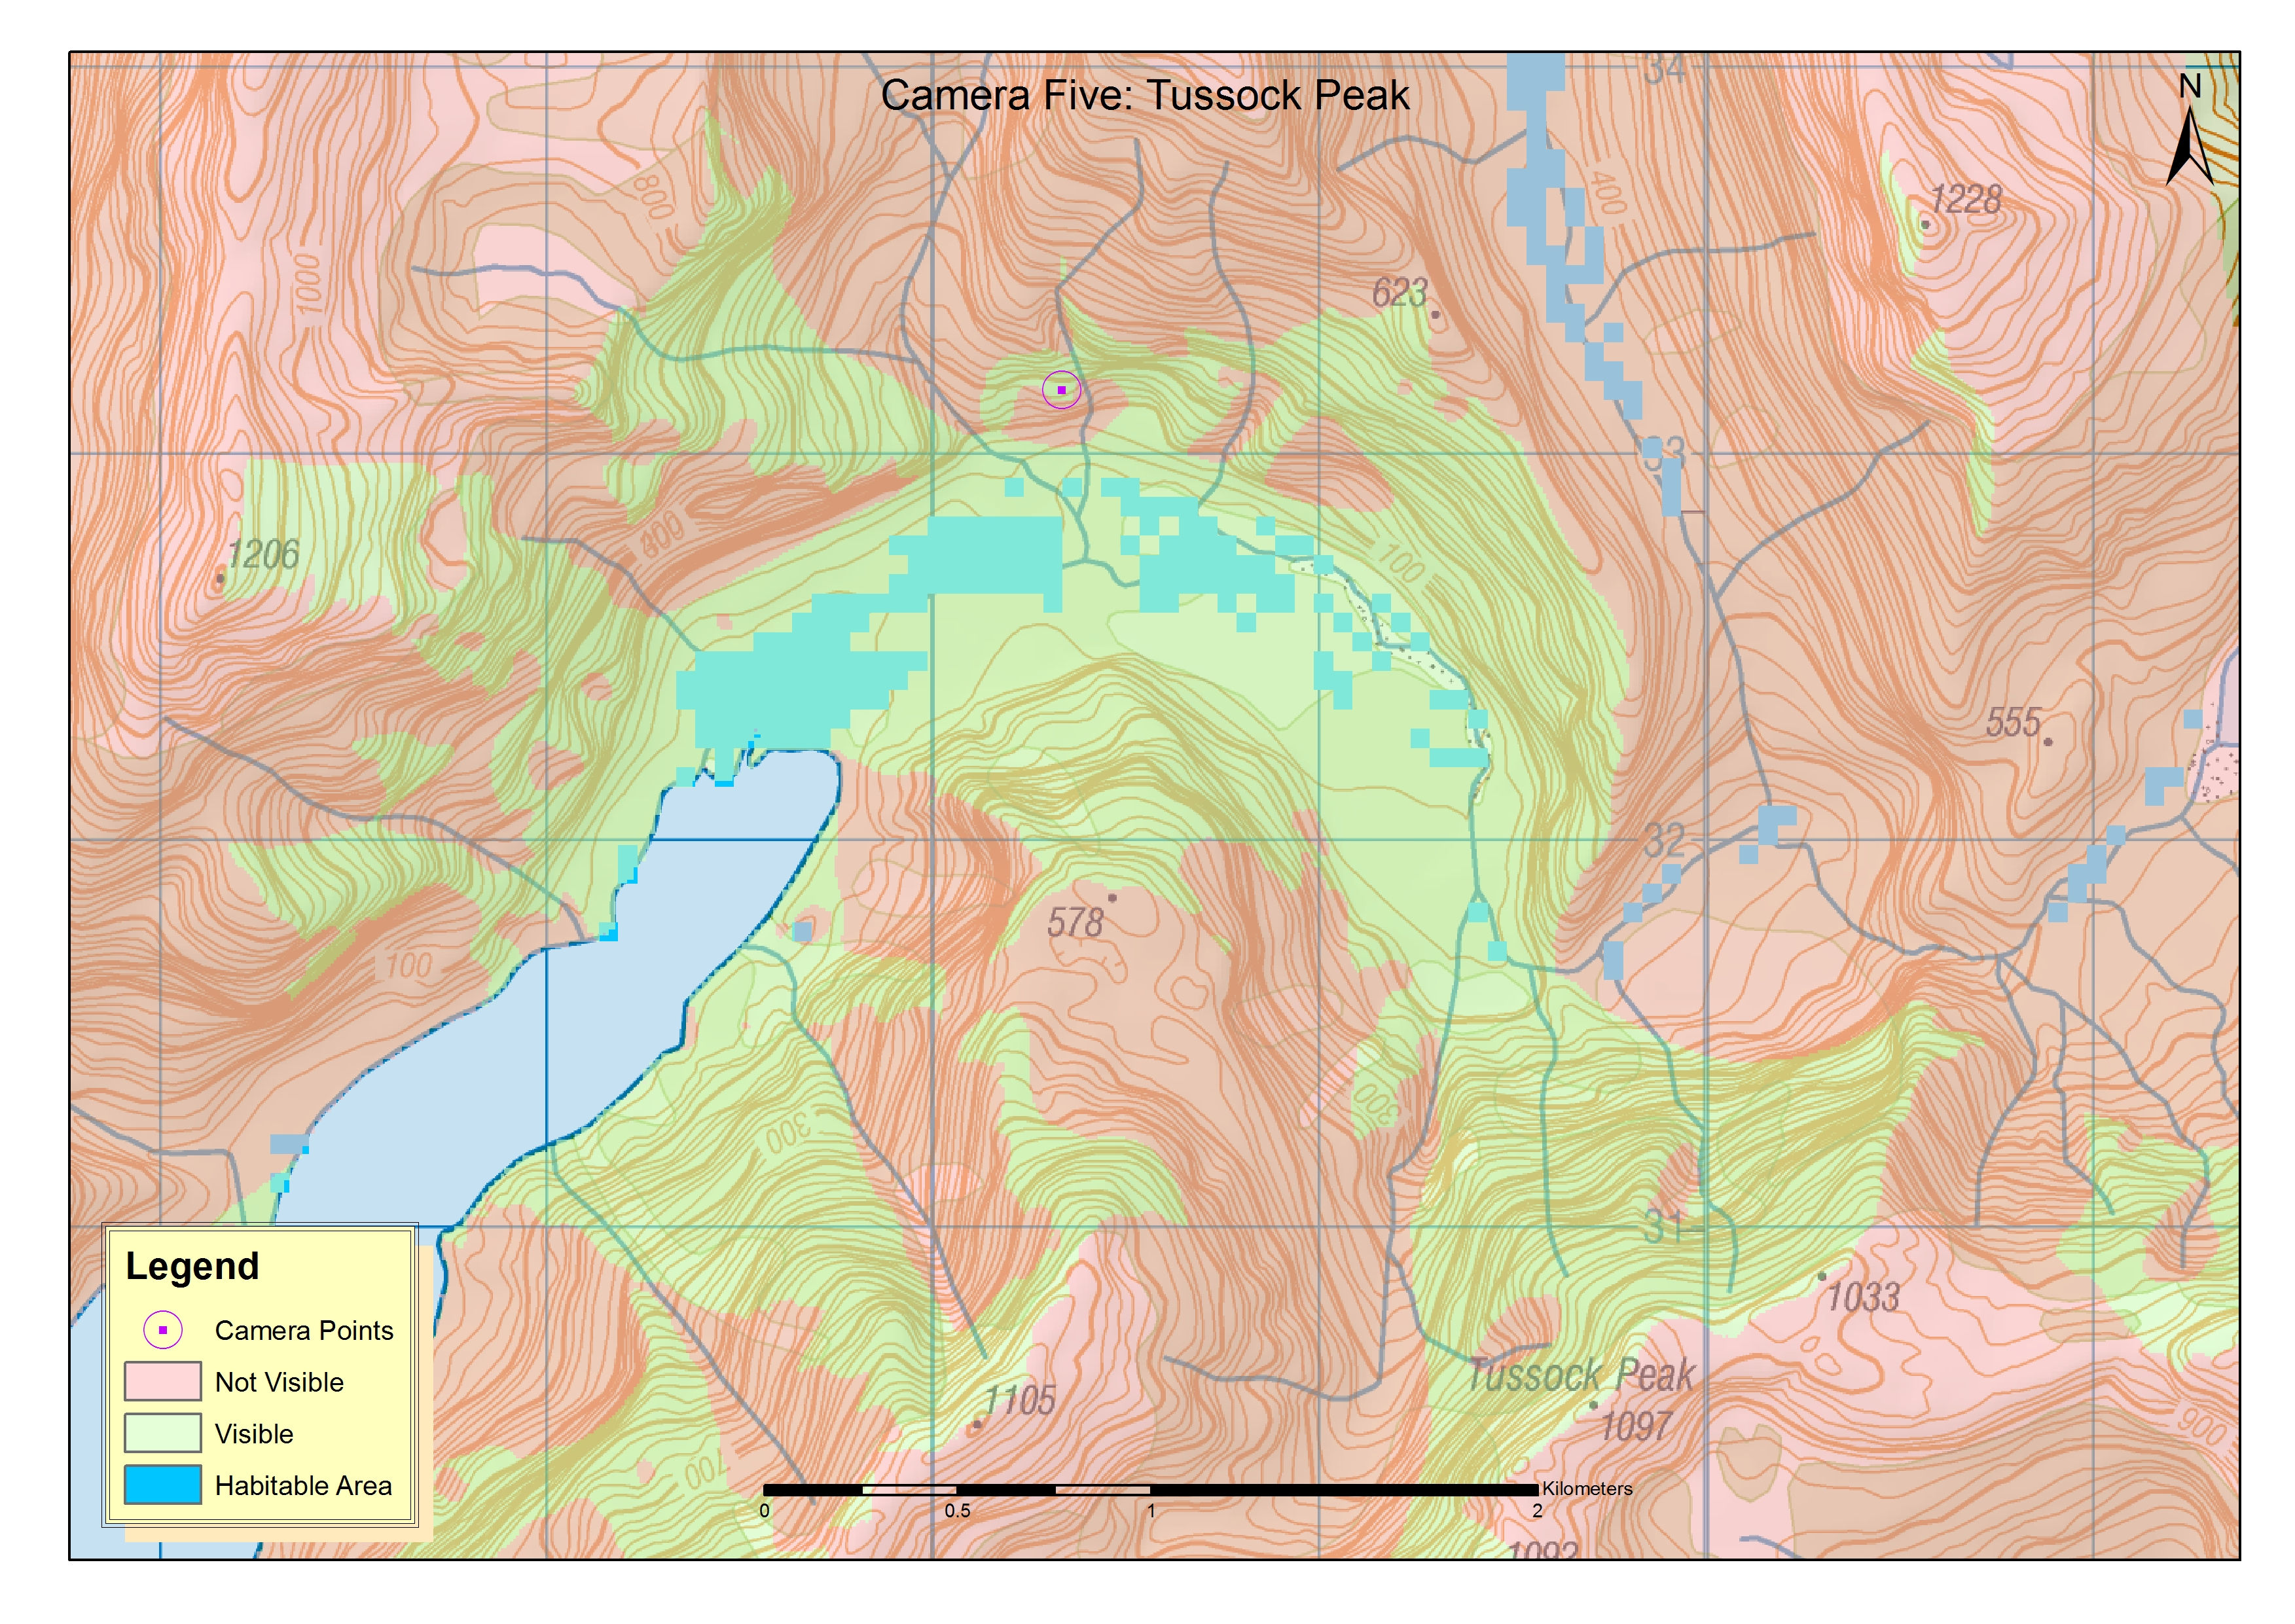 Camera Five: Tussock Peak
N
34
800
400
1228
1000
623
33
1206
400
100
555
32
578
100
300
300
31
1033
Tussock Peak
1105
1097
900
700
1092
Legend
Camera Points
Not Visible
Visible
Habitable Area
Kilometers
0 0.5 1 2